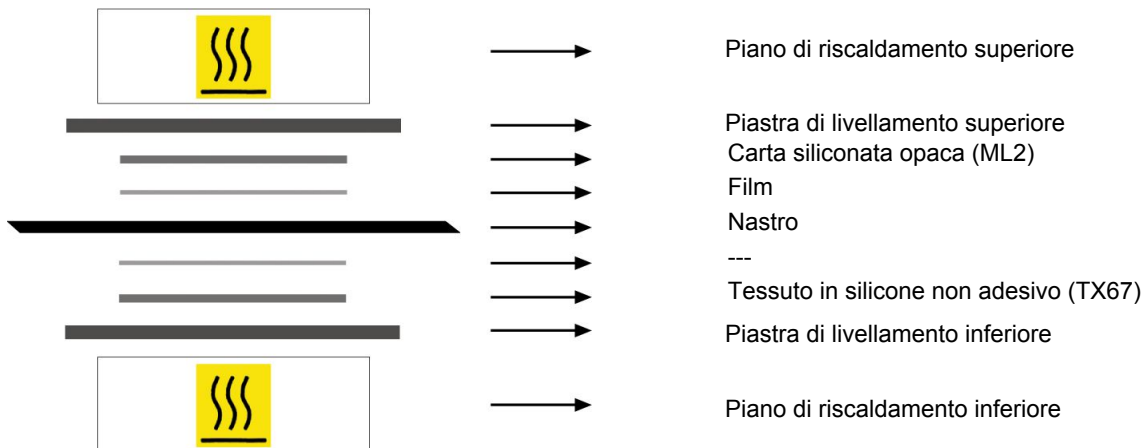 Piano di riscaldamento superiore
Piastra di livellamento superiore
Carta siliconata opaca (ML2)
Film
Nastro
---
Tessuto in silicone non adesivo (TX67)
Piastra di livellamento inferiore
Piano di riscaldamento inferiore